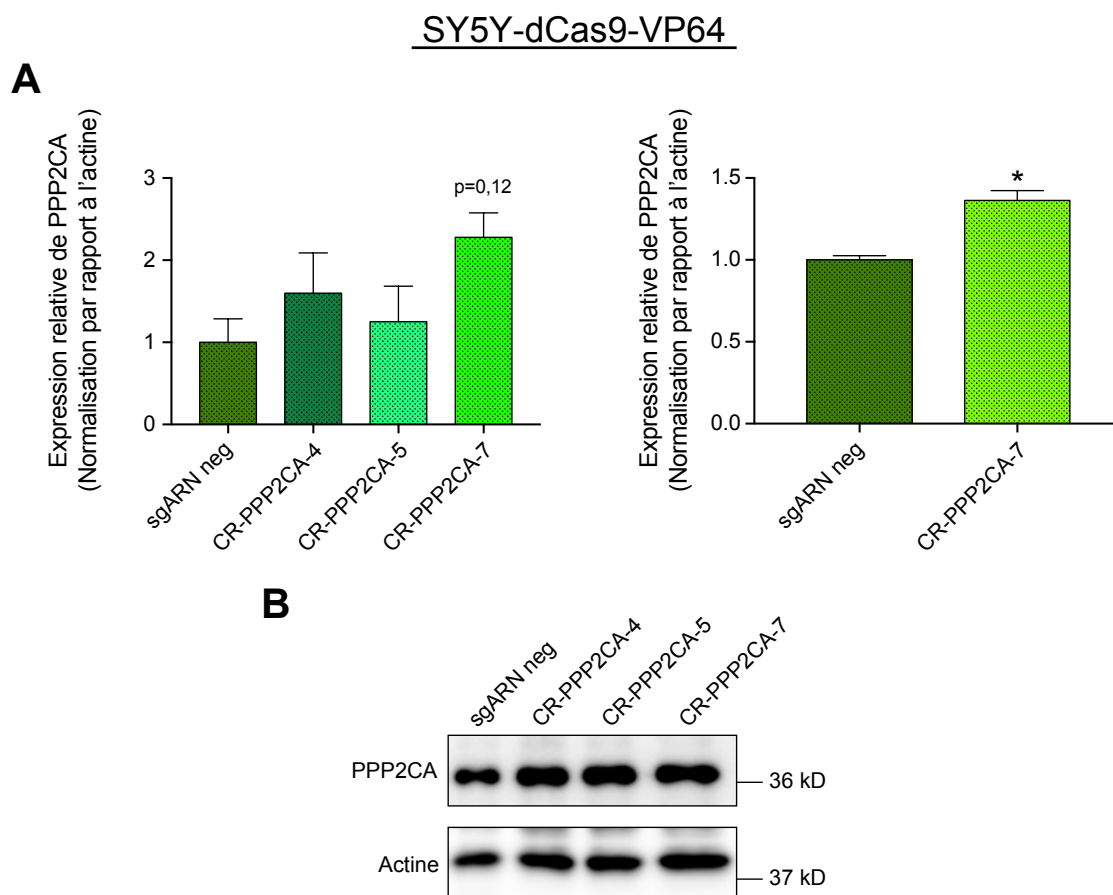 SY5Y-dCas9-VP64
A
Expression relative de PPP2CA
(Normalisation par rapport à l'actine)
3
2
1
0
p=0,12
sgARN neg
CR-PPP2CA-4
CR-PPP2CA-5
CR-PPP2CA-7
Expression relative de PPP2CA
(Normalisation par rapport à l'actine)
1.5
1.0
0.5
0.0
*
sgARN neg
CR-PPP2CA-7
B
sgARN neg
CR-PPP2CA-4
CR-PPP2CA-5
CR-PPP2CA-7
PPP2CA
36 kD
Actine
37 kD